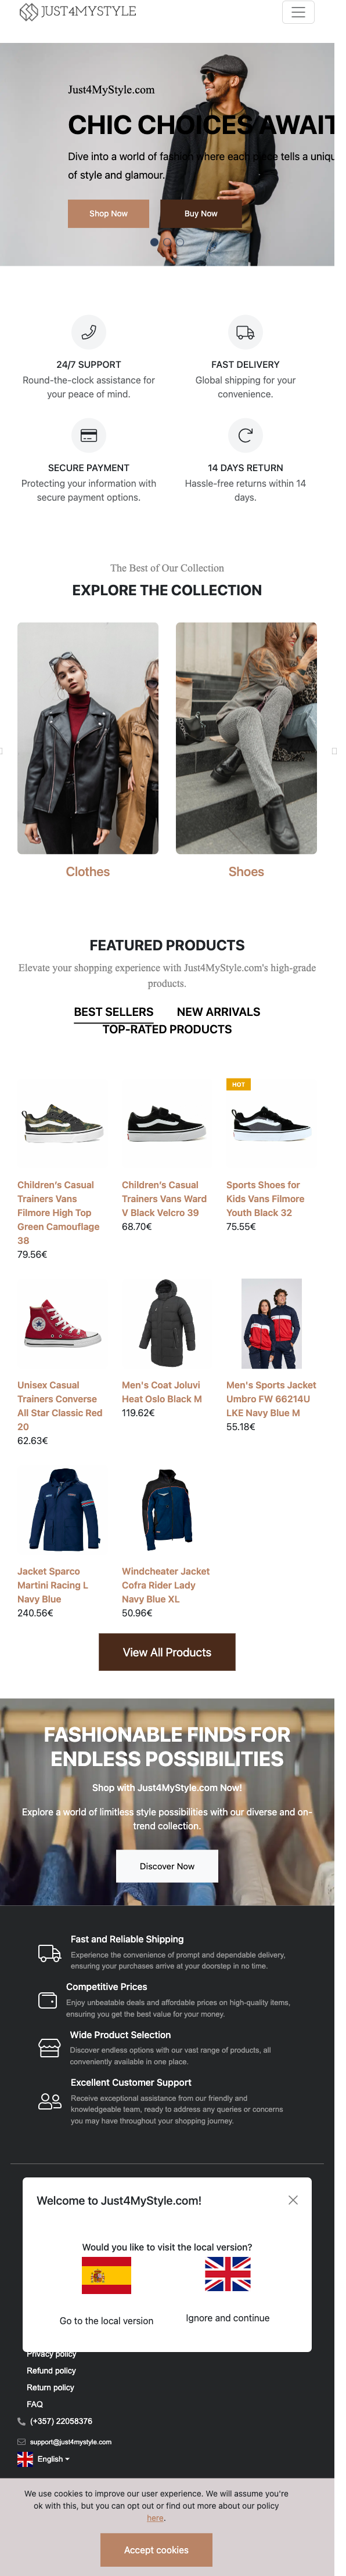 JUST4MYSTYLE
Just4MyStyle.com
CHIC CHOICES AWAIT
Dive into a world of fashion where each piece tells a uniqu
of style and glamour.
Shop Now
Buy Now
24/7 SUPPORT
Round-the-clock assistance for
your peace of mind.
FAST DELIVERY
Global shipping for your
convenience.
SECURE PAYMENT
Protecting your information with
secure payment options.
14 DAYS RETURN
Hassle-free returns within 14
days.
The Best of Our Collection
EXPLORE THE COLLECTION
Clothes
Shoes
FEATURED PRODUCTS
Elevate your shopping experience with Just4MyStyle.com's high-grade
products.
BEST SELLERS
NEW ARRIVALS
TOP-RATED PRODUCTS
Children's Casual
Trainers Vans
Filmore High Top
Green Camouflage
38
79.56€
Children's Casual
Trainers Vans Ward
V Black Velcro 39
68.70€
HOT
Sports Shoes for
Kids Vans Filmore
Youth Black 32
75.55€
Unisex Casual
Trainers Converse
All Star Classic Red
20
62.63€
Men's Coat Joluvi
Heat Oslo Black M
119.62€
Men's Sports Jacket
Umbro FW 66214U
LKE Navy Blue M
55.18€
Jacket Sparco
Martini Racing L
Navy Blue
240.56€
Windcheater Jacket
Cofra Rider Lady
Navy Blue XL
50.96€
View All Products
FASHIONABLE FINDS FOR
ENDLESS POSSIBILITIES
Shop with Just4MyStyle.com Now!
Explore a world of limitless style possibilities with our diverse and on-
trend collection.
Discover Now
Fast and Reliable Shipping
Experience the convenience of prompt and dependable delivery,
ensuring your purchases arrive at your doorstep in no time.
Competitive Prices
Enjoy unbeatable deals and affordable prices on high-quality items,
ensuring you get the best value for your money.
Wide Product Selection
Discover endless options with our vast range of products, all
conveniently available in one place.
Excellent Customer Support
Receive exceptional assistance from our friendly and
knowledgeable team, ready to address any queries or concerns
you may have throughout your shopping journey.
Welcome to Just4MyStyle.com!
Would you like to visit the local version?
Go to the local version
Ignore and continue
Privacy policy
Refund policy
Return policy
FAQ
(+357) 22058376
support@just4mystyle.com
English
We use cookies to improve our user experience. We will assume you're
ok with this, but you can opt out or find out more about our policy
here.
Accept cookies